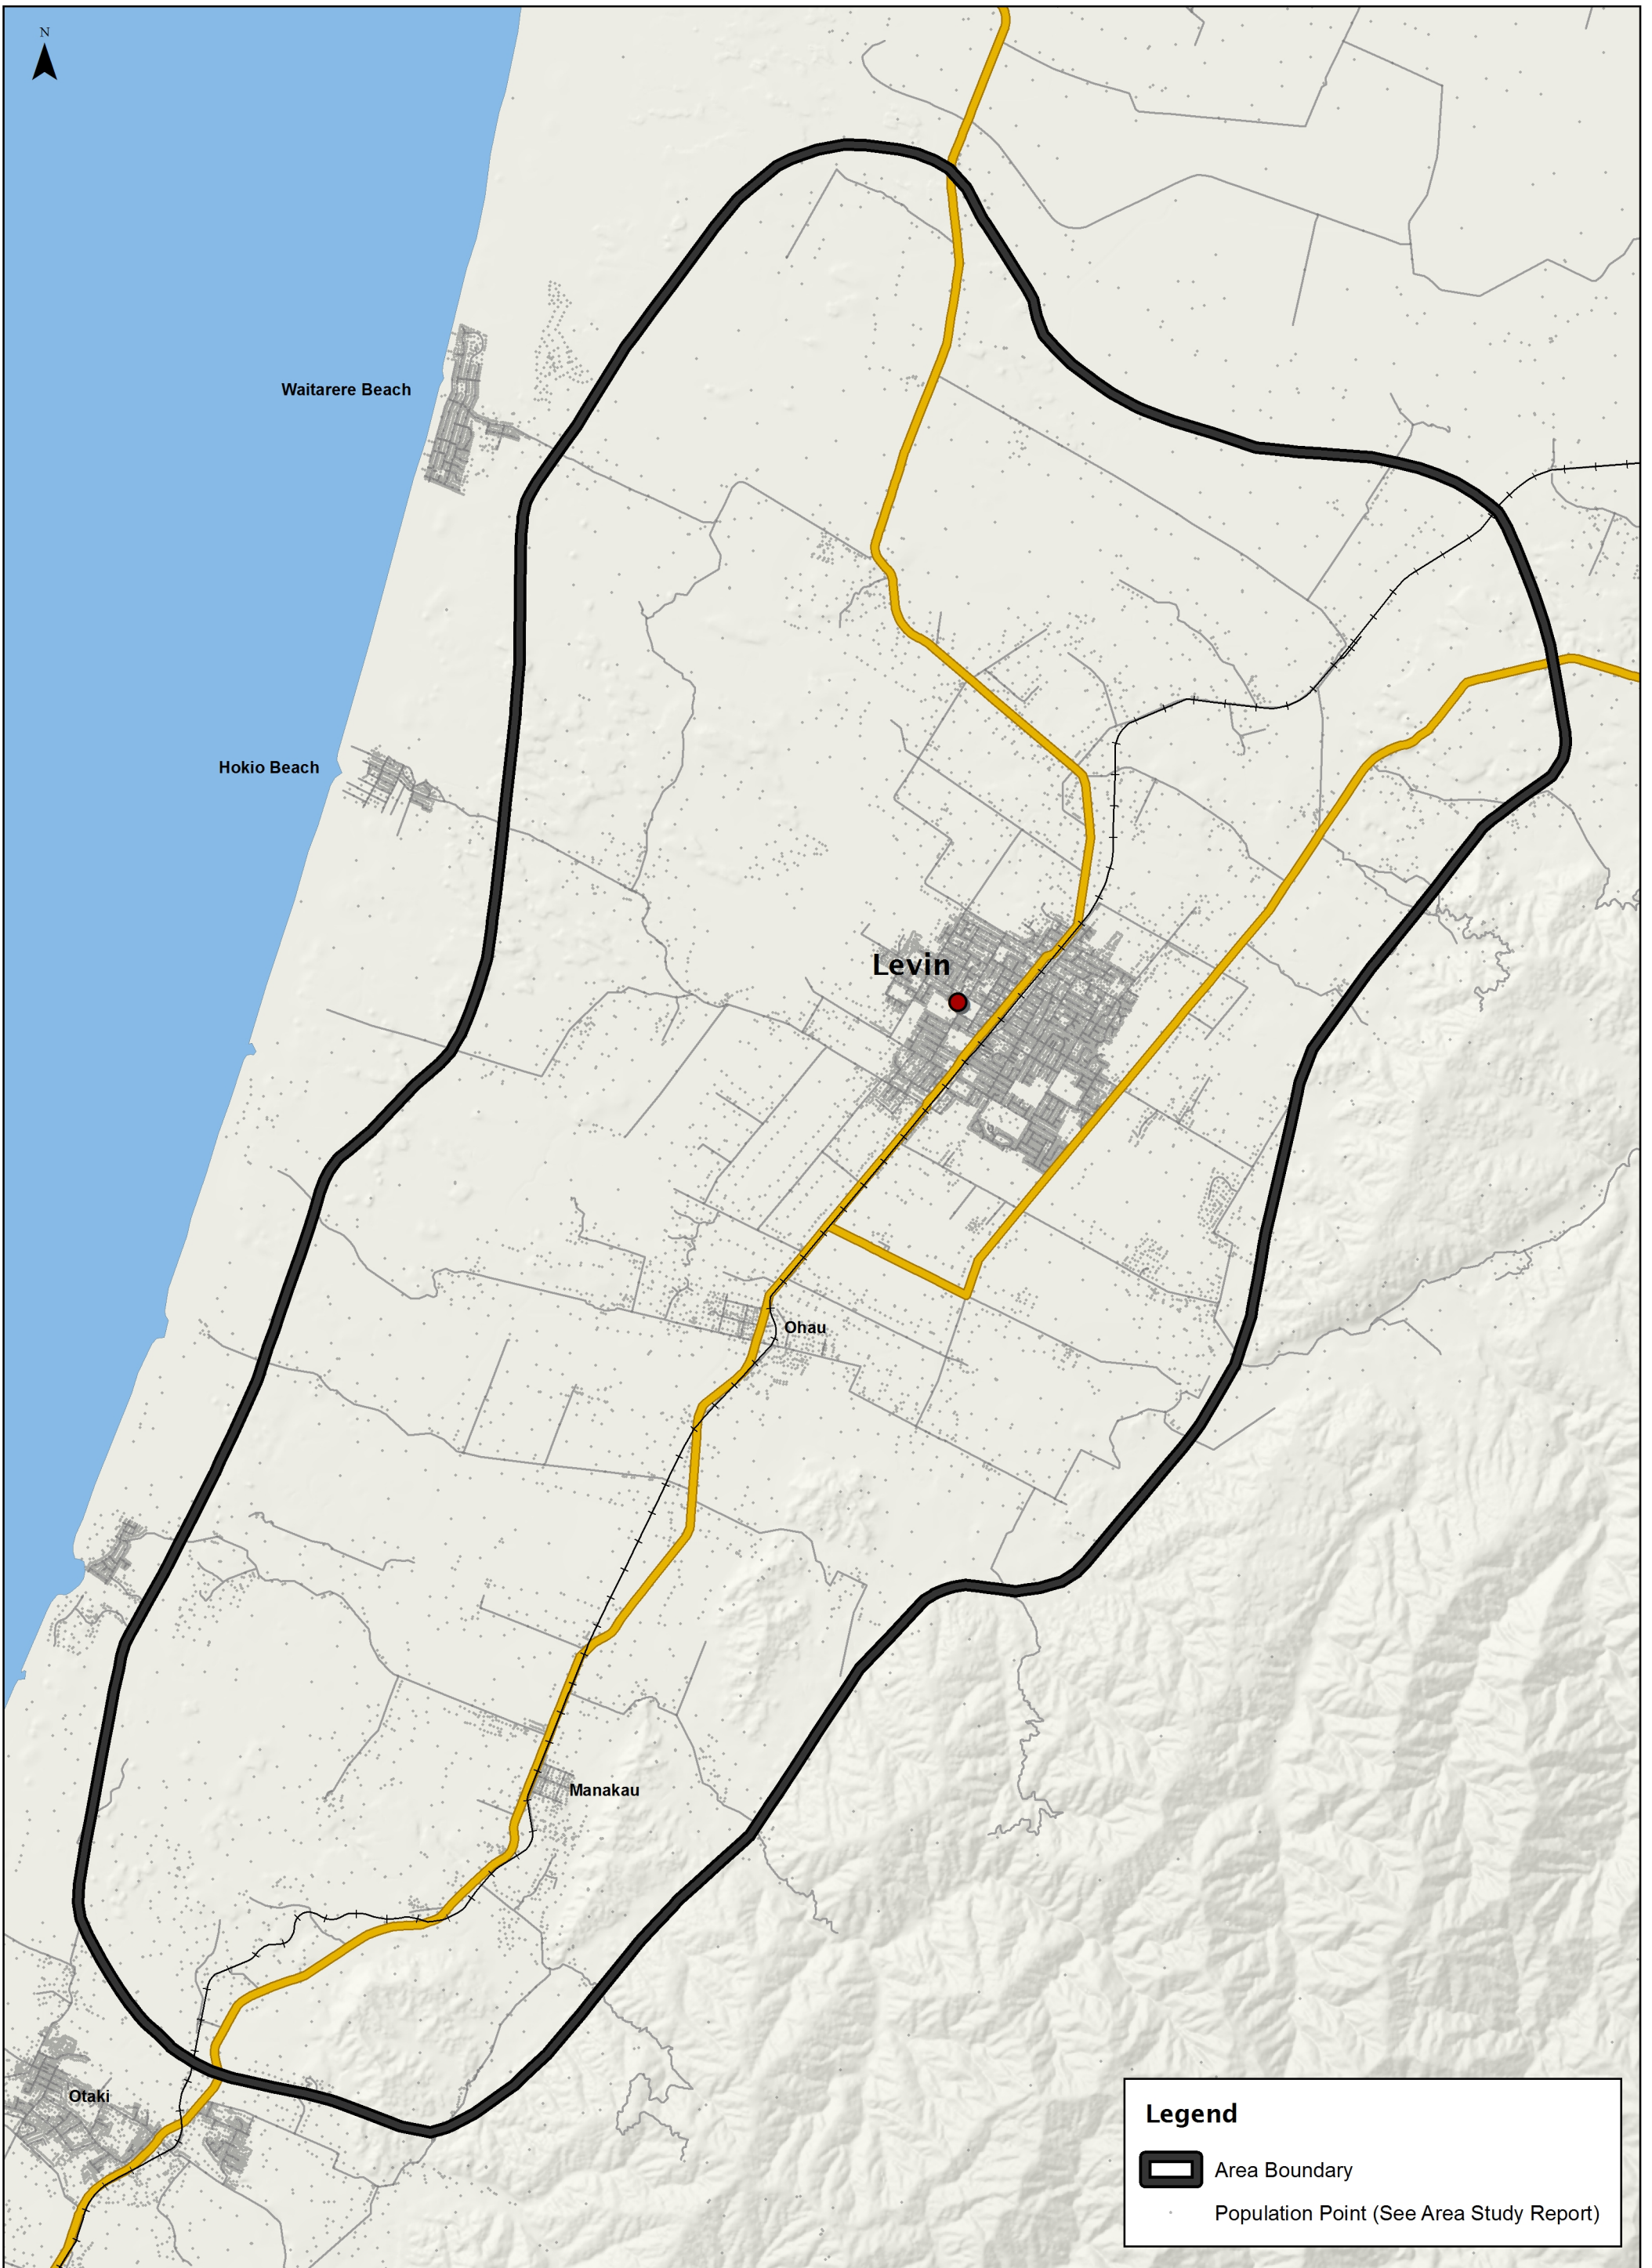 N
Waitarere Beach
Hokio Beach
Levin
Ohau
Manakau
Otaki
Legend
Area Boundary
Population Point (See Area Study Report)